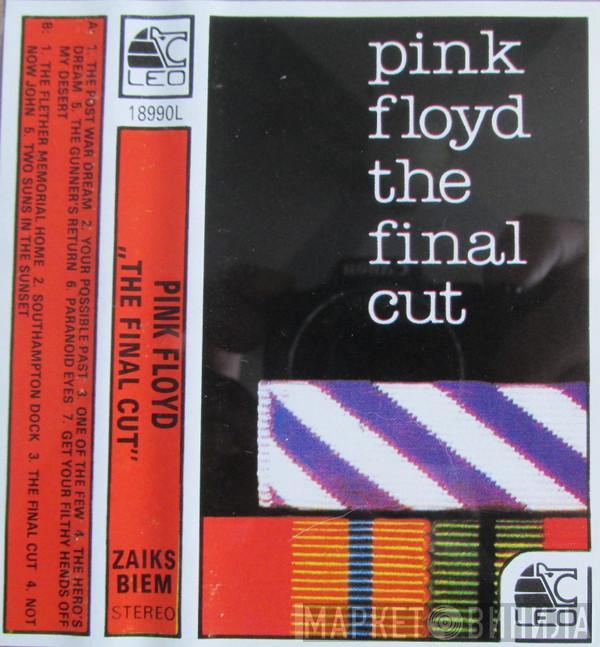 A: 1. THE POST WAR DREAM 2. YOUR POSSIBLE PAST 3. ONE OF THE FEW 4. THE HERO'S
DREAM 5. THE GUNNER'S RETURN 6. PARANOID EYES 7. GET YOUR FILTHY HENDS OFF
MY DESERT
B: 1. THE FLETHER MEMORIAL HOME 2. SOUTHAMPTON DOCK 3. THE FINAL CUT 4. NOT
NOW JOHN 5. TWO SUNS IN THE SUNSET
LEO
18990L
PINK FLOYD
„THE FINAL CUT”
ZAIKS
BIEM
STEREO
pink
floyd
the
final
cut
Canon
LEO
МАРКЕТ ВИНИЛА